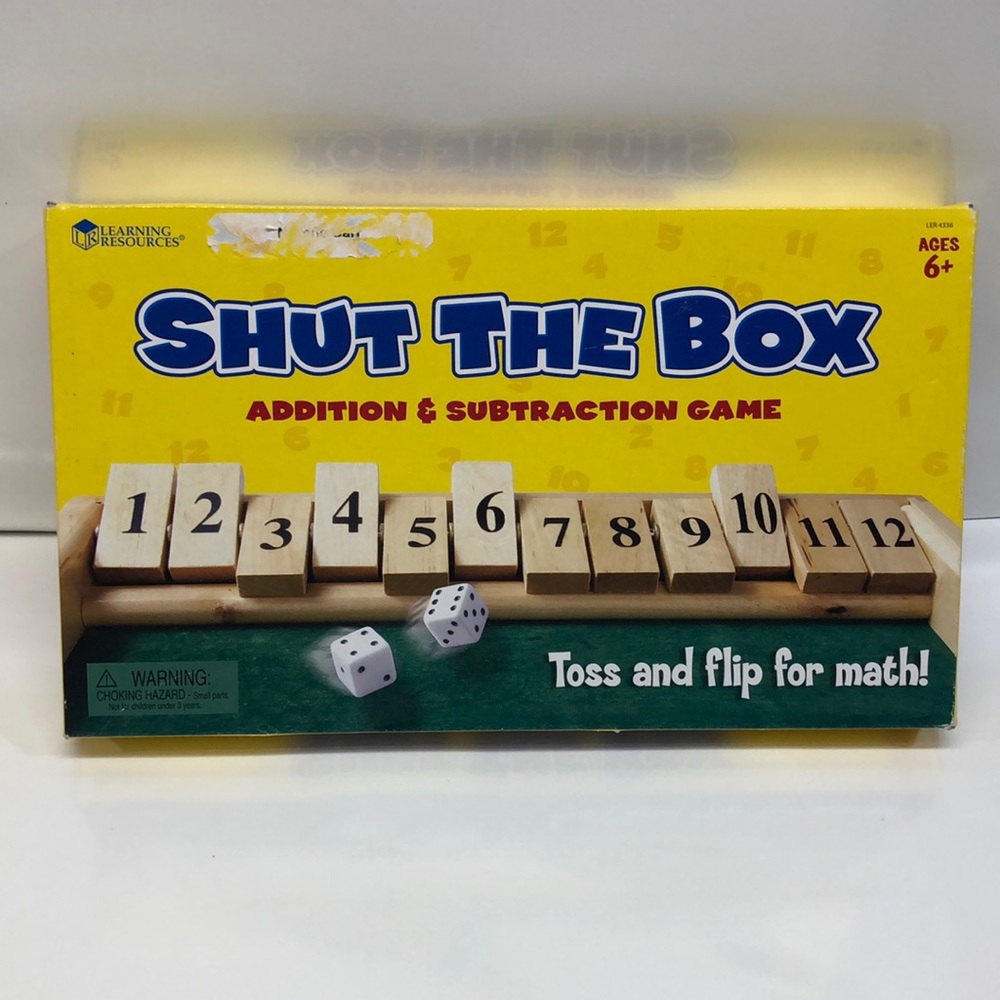 LEARNING
RESOURCES®
LER 4336
AGES
6+
SHUT THE BOX
ADDITION & SUBTRACTION GAME
1 2 3 4 5 6 7 8 9 10 11 12
Toss and flip for math!
WARNING:
CHOKING HAZARD - Small parts.
Not for children under 3 years.